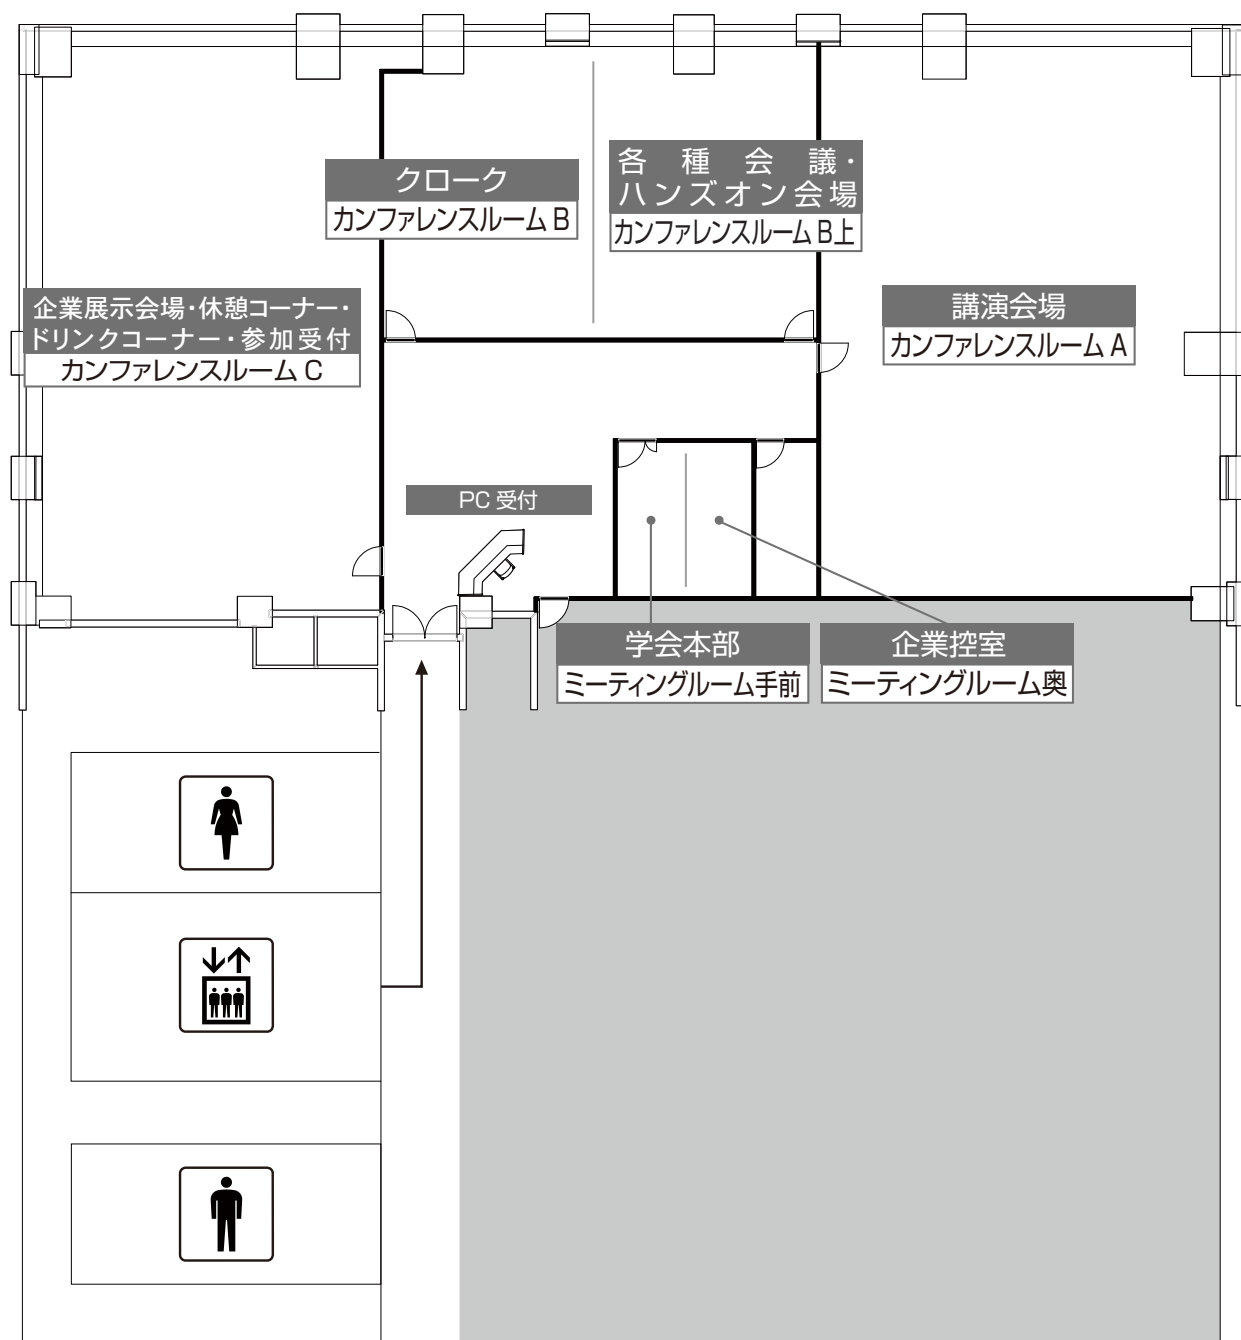 クローク
カンファレンスルーム B
各種会議・
ハンズオン会場
カンファレンスルーム B上
企業展示会場・休憩コーナー・
ドリンクコーナー・参加受付
カンファレンスルーム C
講演会場
カンファレンスルーム A
PC 受付
学会本部
ミーティングルーム手前
企業控室
ミーティングルーム奥